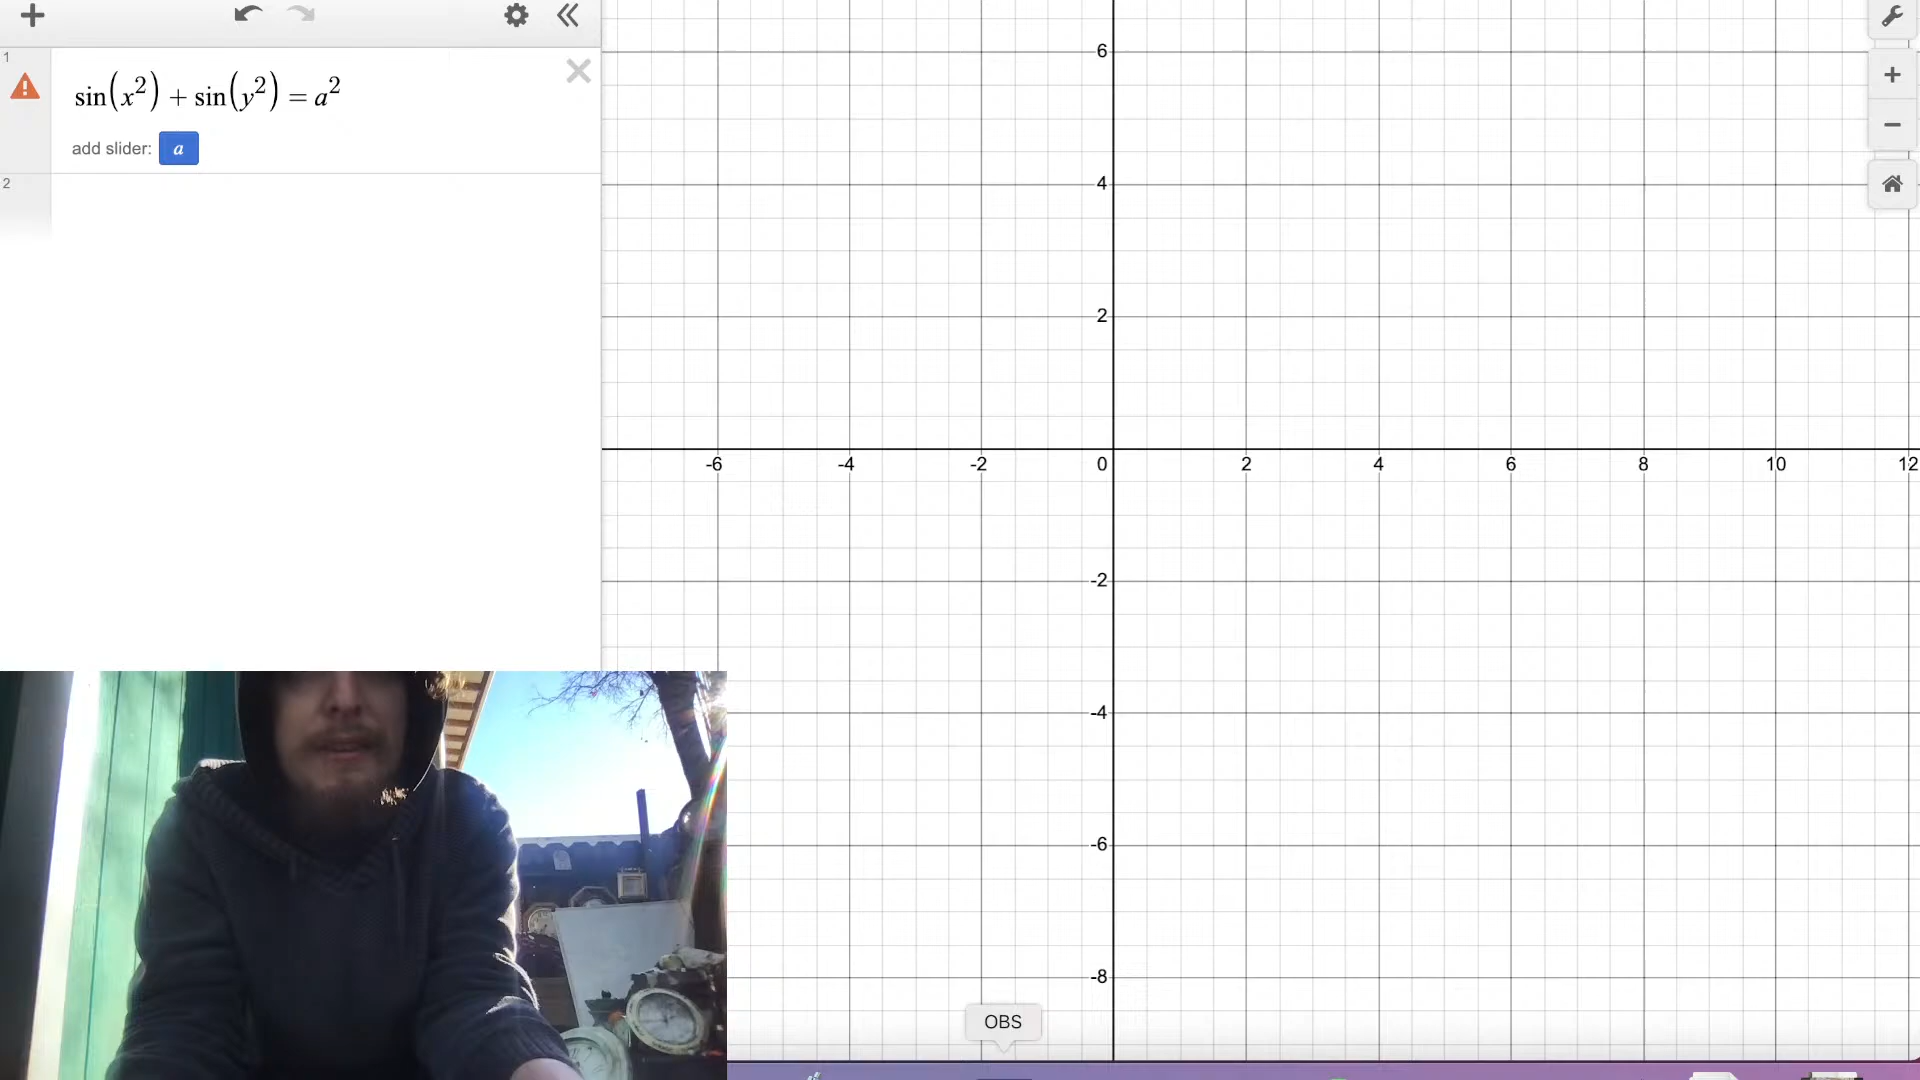 1
sin(x²) + sin(y²) = a²
add slider: a
2
6
4
2
-6 -4 -2 0 2 4 6 8 10 12
-2
-4
-6
-8
OBS